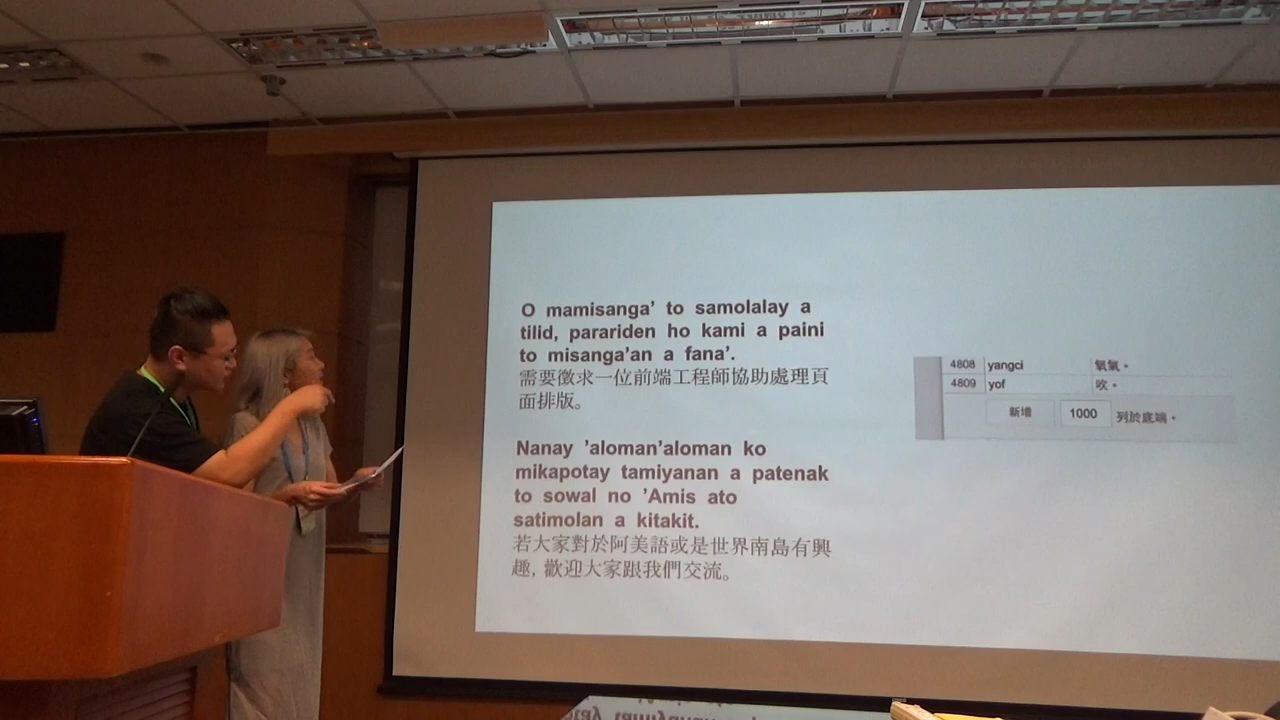 O mamisanga’ to samolalay a
tilid, parariden ho kami a paini
to misanga’an a fana’.
需要徵求一位前端工程師協助處理頁
面排版。
Nanay ’aloman’aloman ko
mikapotay tamiyanan a patenak
to sowal no ’Amis ato
satimolan a kitakit.
若大家對於阿美語或是世界南島有興
趣, 歡迎大家跟我們交流。
4808 yangci 氧氣。
4809 yof 吹。
新增 1000 列於底端。